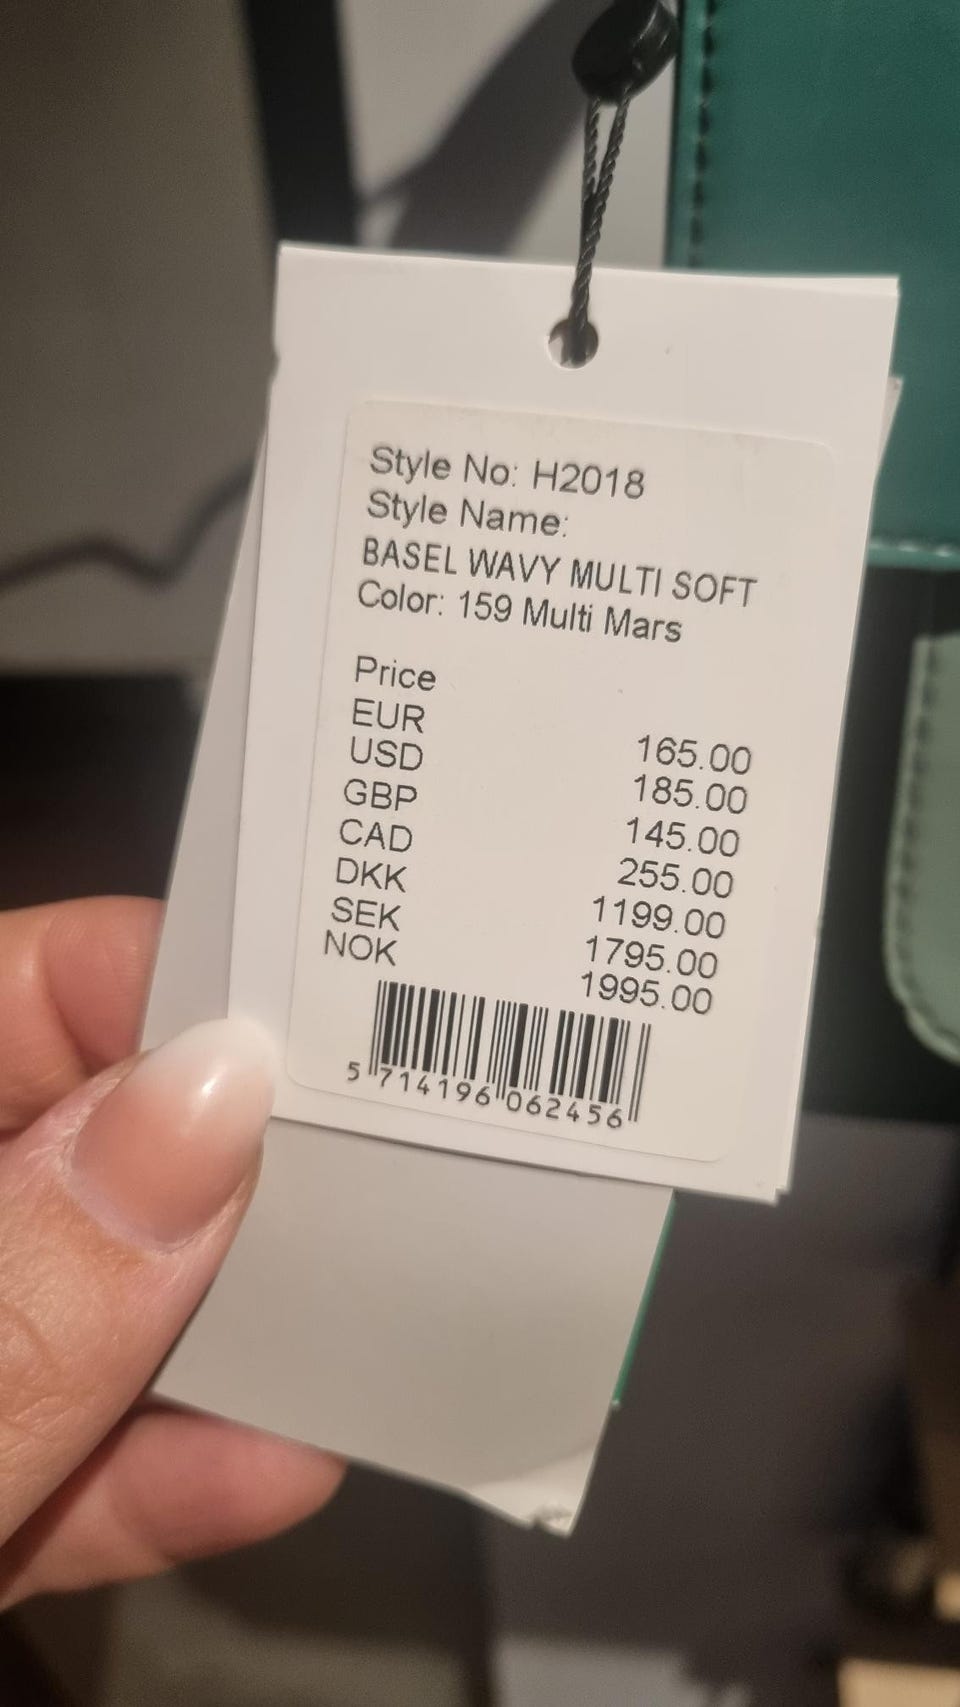 Style No: H2018
Style Name:
BASEL WAVY MULTI SOFT
Color: 159 Multi Mars
Price
EUR 165.00
USD 185.00
GBP 145.00
CAD 255.00
DKK 1199.00
SEK 1795.00
NOK 1995.00
5 714196 062456